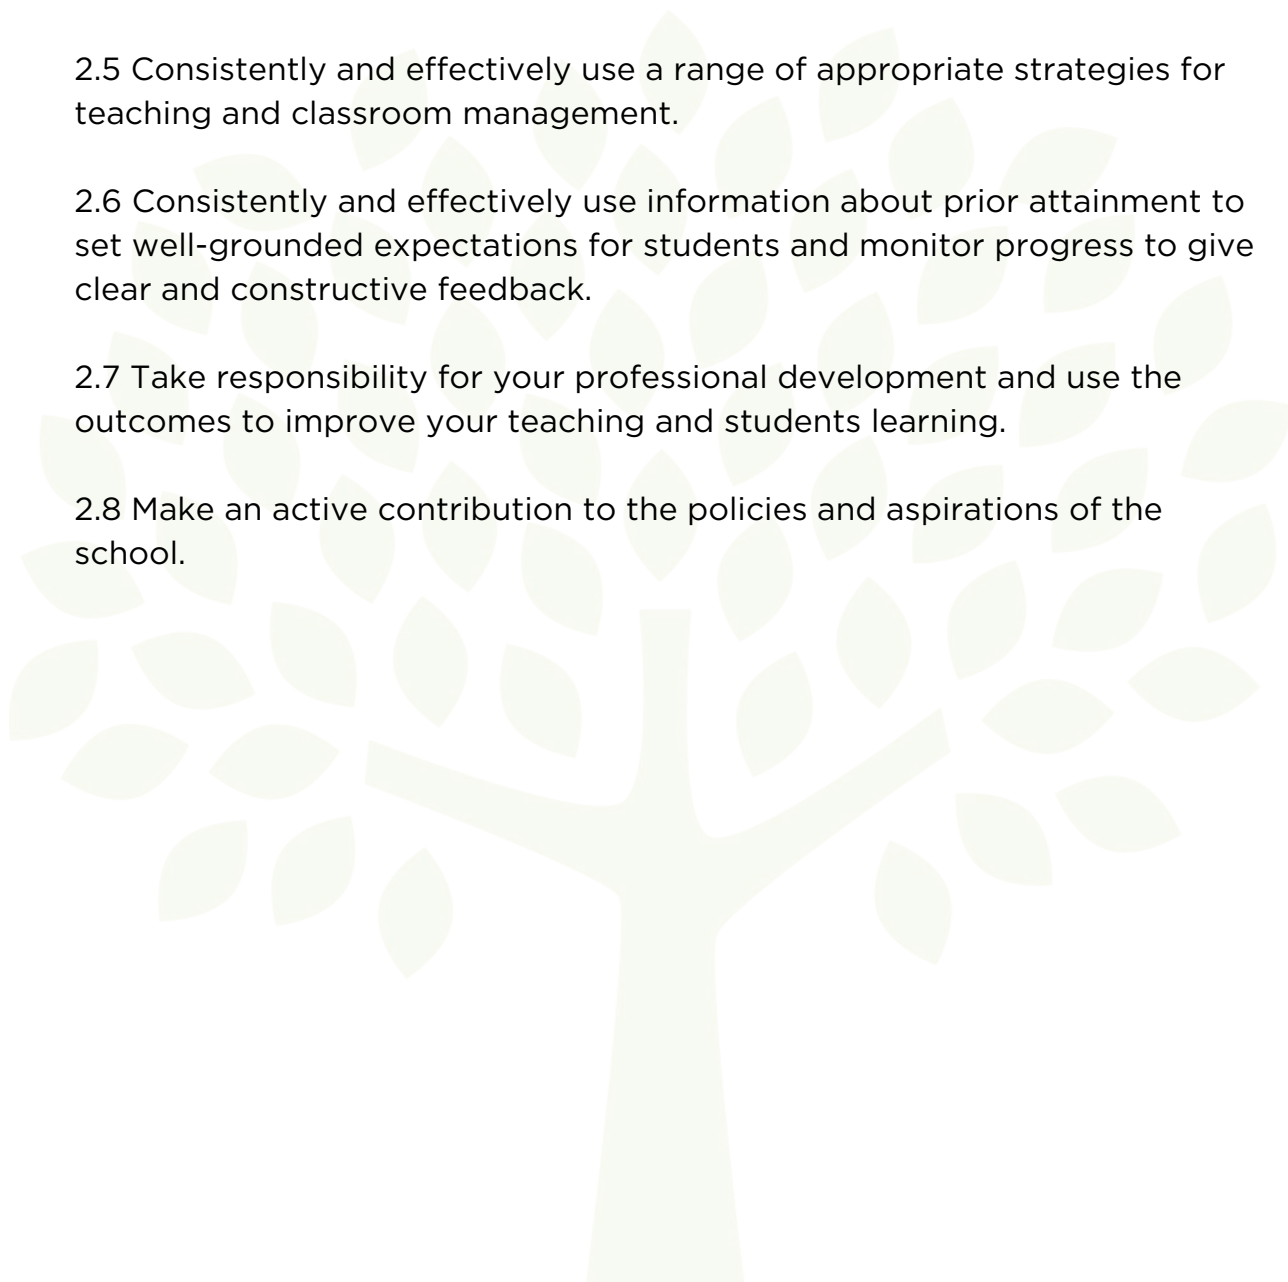 2.5 Consistently and effectively use a range of appropriate strategies for
teaching and classroom management.
2.6 Consistently and effectively use information about prior attainment to
set well-grounded expectations for students and monitor progress to give
clear and constructive feedback.
2.7 Take responsibility for your professional development and use the
outcomes to improve your teaching and students learning.
2.8 Make an active contribution to the policies and aspirations of the
school.